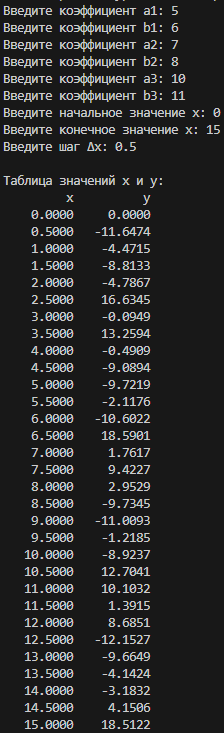 Введите коэффициент a1: 5
Введите коэффициент b1: 6
Введите коэффициент a2: 7
Введите коэффициент b2: 8
Введите коэффициент a3: 10
Введите коэффициент b3: 11
Введите начальное значение x: 0
Введите конечное значение x: 15
Введите шаг Δx: 0.5
Таблица значений x и y:
x y
0.0000 0.0000
0.5000 -11.6474
1.0000 -4.4715
1.5000 -8.8133
2.0000 -4.7867
2.5000 16.6345
3.0000 -0.0949
3.5000 13.2594
4.0000 -0.4909
4.5000 -9.0894
5.0000 -9.7219
5.5000 -2.1176
6.0000 -10.6022
6.5000 18.5901
7.0000 1.7617
7.5000 9.4227
8.0000 2.9529
8.5000 -9.7345
9.0000 -11.0093
9.5000 -1.2185
10.0000 -8.9237
10.5000 12.7041
11.0000 10.1032
11.5000 1.3915
12.0000 8.6851
12.5000 -12.1527
13.0000 -9.6649
13.5000 -4.1424
14.0000 -3.1832
14.5000 4.1506
15.0000 18.5122